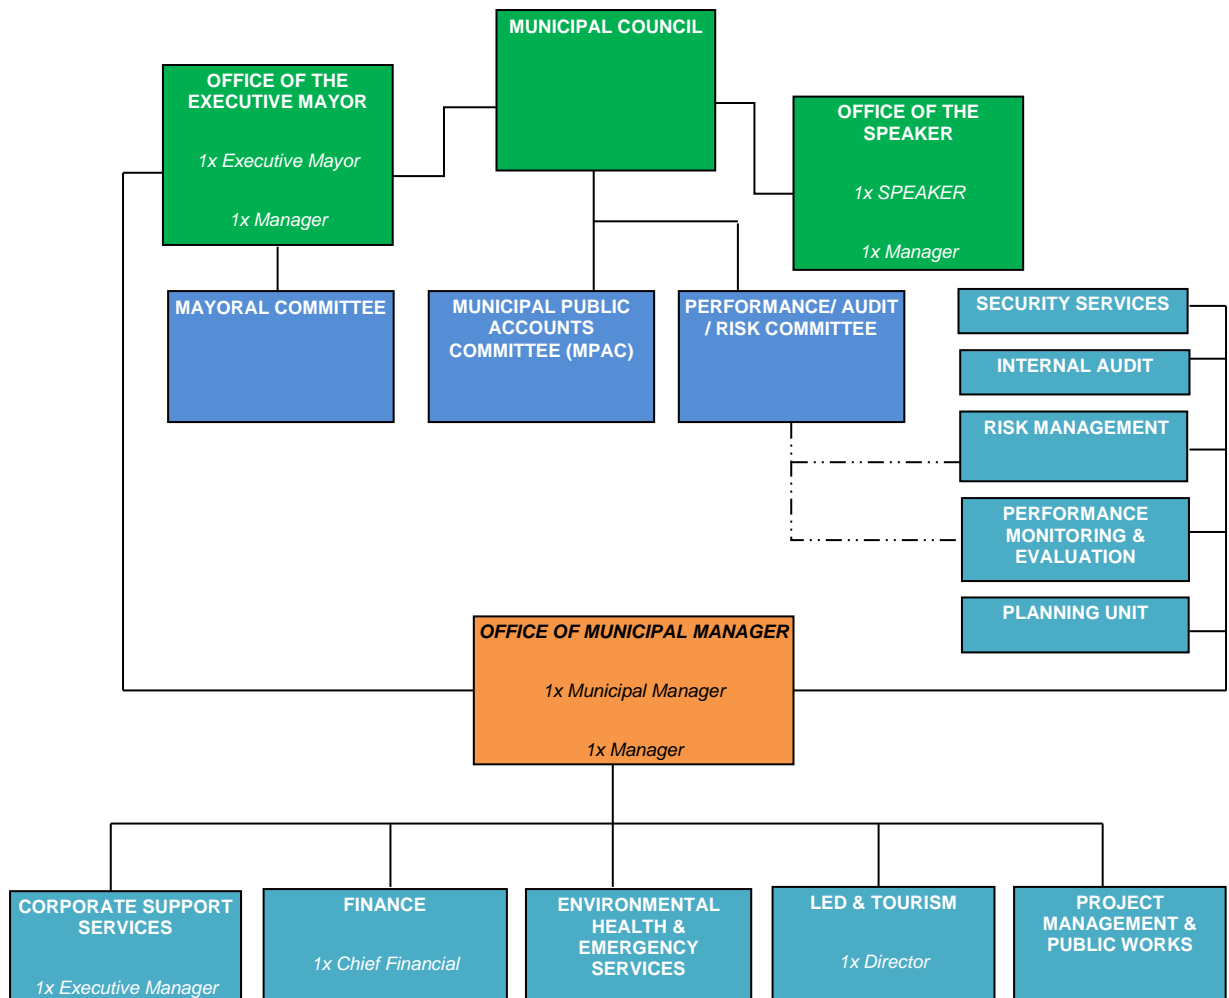 MUNICIPAL COUNCIL
OFFICE OF THE
EXECUTIVE MAYOR
1x Executive Mayor
1x Manager
OFFICE OF THE
SPEAKER
1x SPEAKER
1x Manager
MAYORAL COMMITTEE
MUNICIPAL PUBLIC
ACCOUNTS
COMMITTEE (MPAC)
PERFORMANCE/ AUDIT
/ RISK COMMITTEE
SECURITY SERVICES
INTERNAL AUDIT
RISK MANAGEMENT
PERFORMANCE
MONITORING &
EVALUATION
PLANNING UNIT
OFFICE OF MUNICIPAL MANAGER
1x Municipal Manager
1x Manager
CORPORATE SUPPORT
SERVICES
1x Executive Manager
FINANCE
1x Chief Financial
ENVIRONMENTAL
HEALTH &
EMERGENCY
SERVICES
LED & TOURISM
1x Director
PROJECT
MANAGEMENT &
PUBLIC WORKS